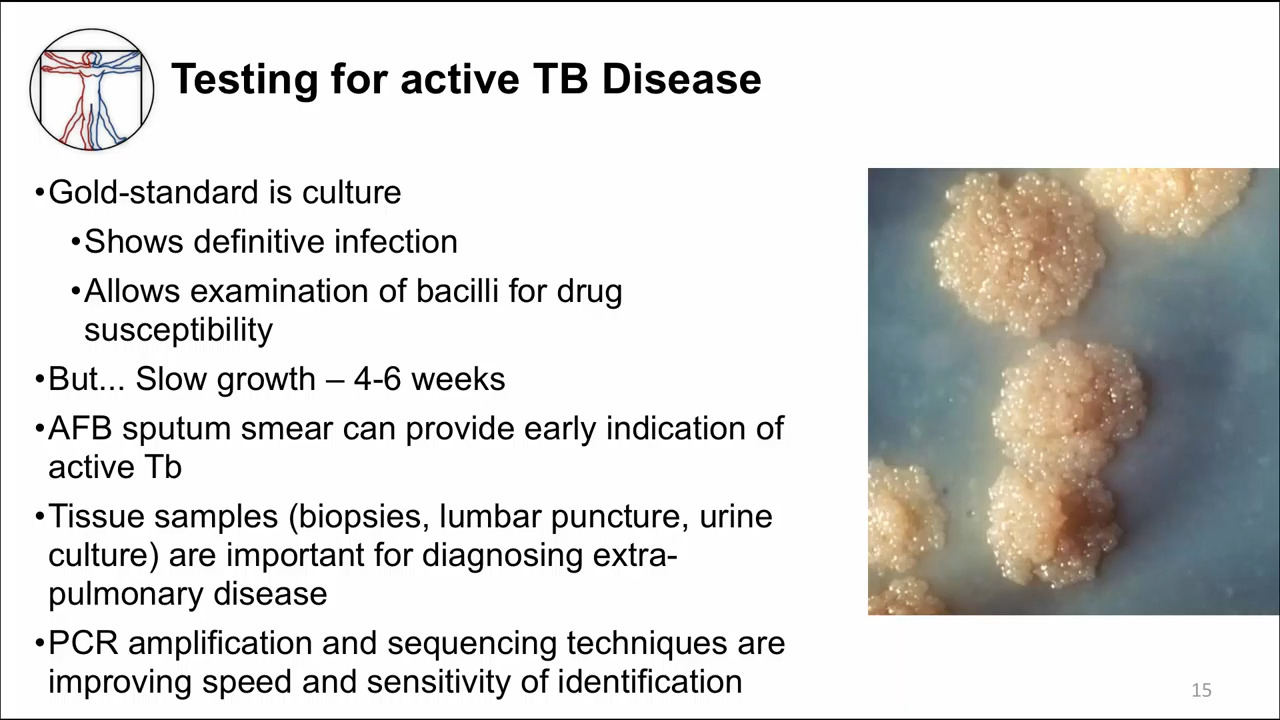 Testing for active TB Disease
•Gold-standard is culture
•Shows definitive infection
•Allows examination of bacilli for drug
susceptibility
•But... Slow growth – 4-6 weeks
•AFB sputum smear can provide early indication of
active Tb
•Tissue samples (biopsies, lumbar puncture, urine
culture) are important for diagnosing extra-
pulmonary disease
•PCR amplification and sequencing techniques are
improving speed and sensitivity of identification
15